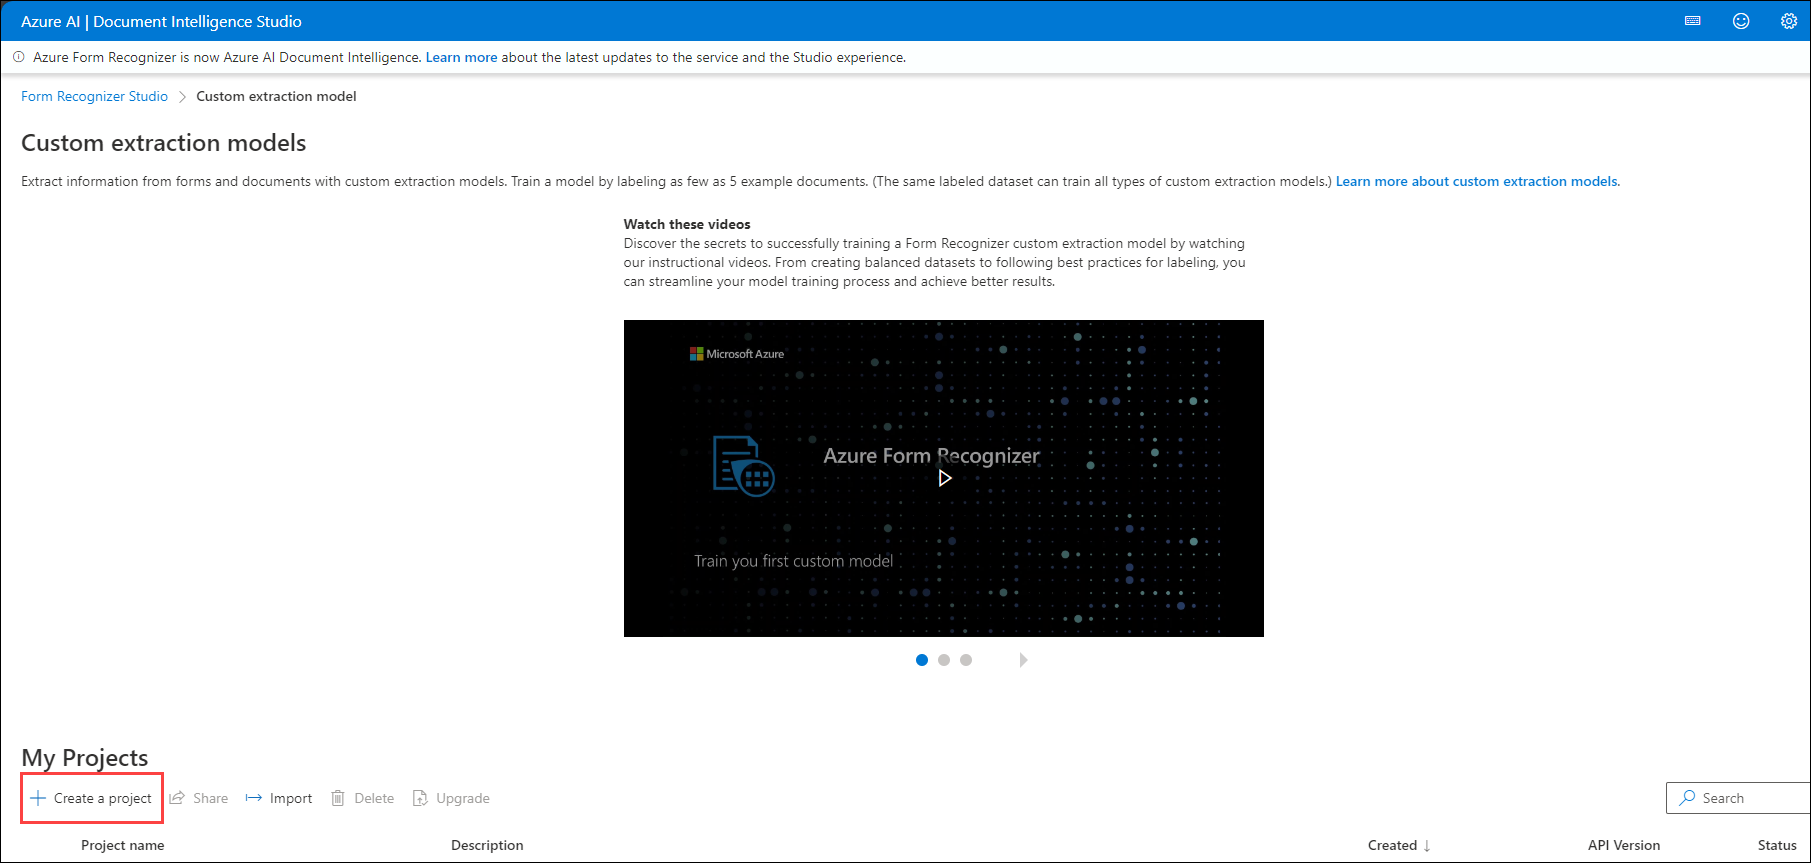 Azure AI | Document Intelligence Studio
Azure Form Recognizer is now Azure AI Document Intelligence. Learn more about the latest updates to the service and the Studio experience.
Form Recognizer Studio > Custom extraction model
Custom extraction models
Extract information from forms and documents with custom extraction models. Train a model by labeling as few as 5 example documents. (The same labeled dataset can train all types of custom extraction models.) Learn more about custom extraction models.
Watch these videos
Discover the secrets to successfully training a Form Recognizer custom extraction model by watching
our instructional videos. From creating balanced datasets to following best practices for labeling, you
can streamline your model training process and achieve better results.
Microsoft Azure
Azure Form Recognizer
Train you first custom model
My Projects
Create a project Share Import Delete Upgrade Search
Project name Description Created ↓ API Version Status